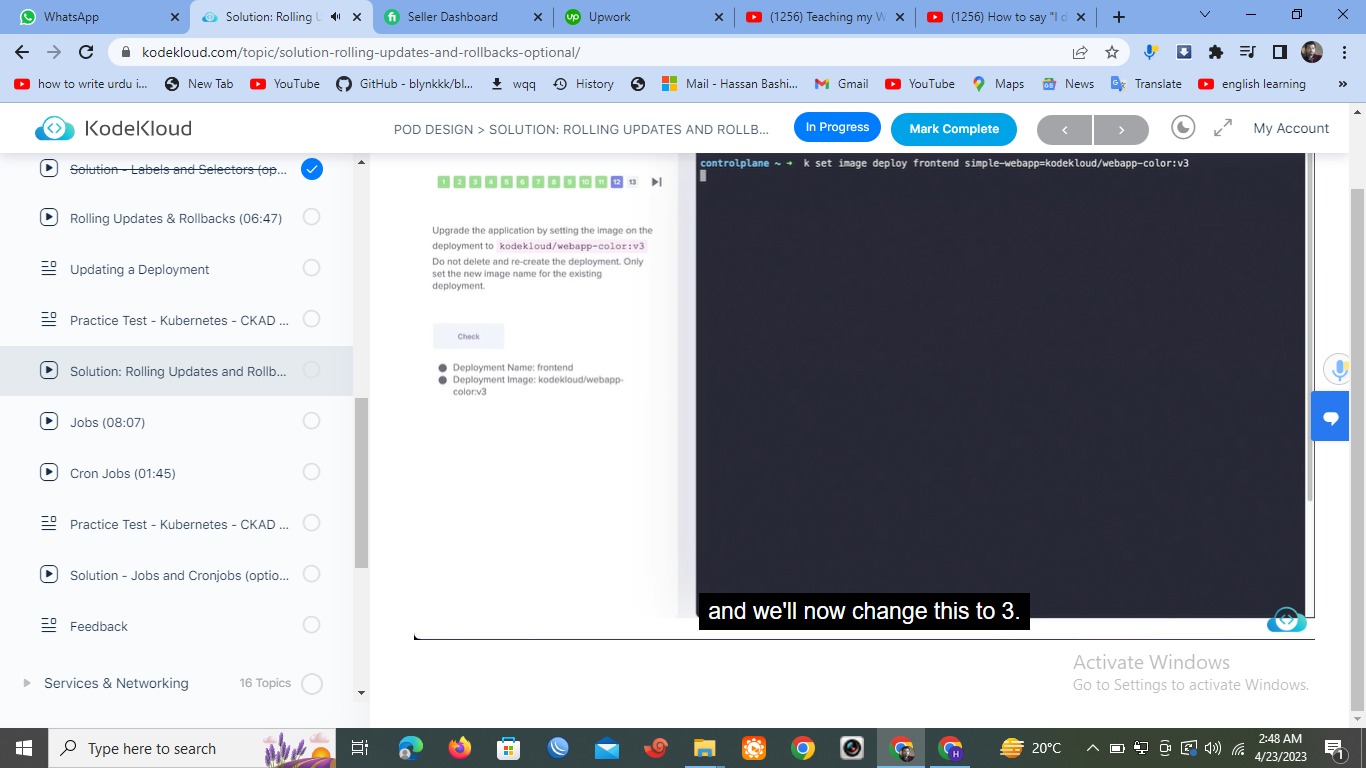 WhatsApp
Solution: Rolling U
Seller Dashboard
Upwork
(1256) Teaching my W
(1256) How to say "I d
kodekloud.com/topic/solution-rolling-updates-and-rollbacks-optional/
how to write urdu i...
New Tab
YouTube
GitHub - blynkkk/bl...
wqq
History
Mail - Hassan Bashi...
Gmail
YouTube
Maps
News
Translate
english learning
»
KodeKloud
POD DESIGN > SOLUTION: ROLLING UPDATES AND ROLLB...
In Progress
Mark Complete
My Account
Solution - Labels and Selectors (op...
Rolling Updates & Rollbacks (06:47)
Updating a Deployment
Practice Test - Kubernetes - CKAD ...
Solution: Rolling Updates and Rollb...
Jobs (08:07)
Cron Jobs (01:45)
Practice Test - Kubernetes - CKAD ...
Solution - Jobs and Cronjobs (optio...
Feedback
Services & Networking
16 Topics
1 2 3 4 5 6 7 8 9 10 11 12 13
Upgrade the application by setting the image on the
deployment to kodekloud/webapp-color:v3
Do not delete and re-create the deployment. Only
set the new image name for the existing
deployment.
Check
Deployment Name: frontend
Deployment Image: kodekloud/webapp-
color:v3
controlplane ~ ➜ k set image deploy frontend simple-webapp=kodekloud/webapp-color:v3
and we'll now change this to 3.
Activate Windows
Go to Settings to activate Windows.
Type here to search
20°C
2:48 AM
4/23/2023
1